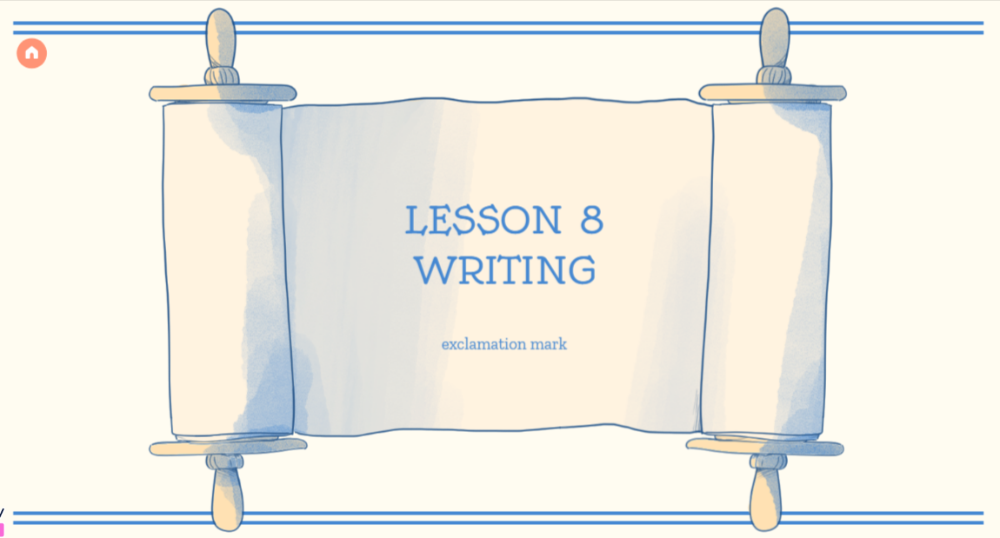 LESSON 8
WRITING
exclamation mark